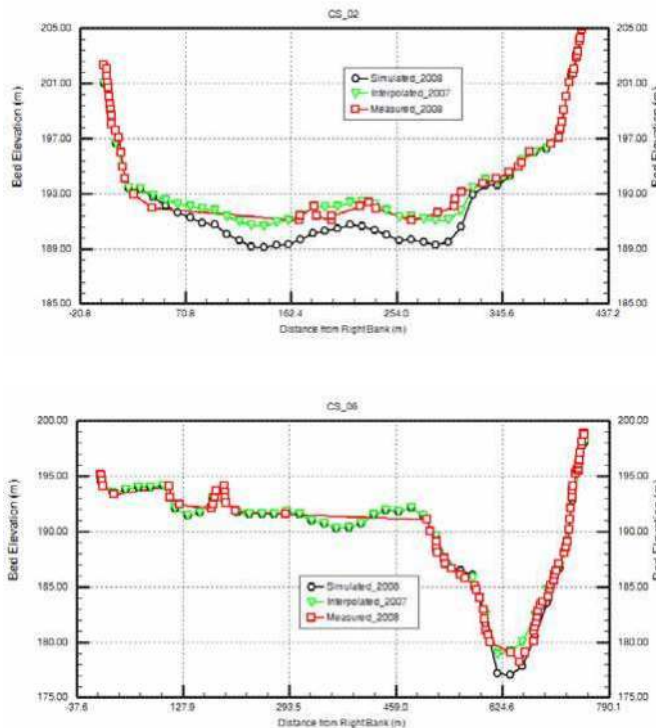 CS_02
205.00 205.00
201.00 201.00
197.00 197.00
193.00 193.00
189.00 189.00
185.00 185.00
Bed Elevation (m)
Bed Elevation (m)
Simulated_2008
Interpolated_2007
Measured_2008
-20.8 70.8 162.4 254.0 345.6 437.2
Distance from Right Bank (m)
CS_06
200.00 200.00
195.00 195.00
190.00 190.00
185.00 185.00
180.00 180.00
175.00 175.00
Bed Elevation (m)
Bed Elevation (m)
Simulated_2008
Interpolated_2007
Measured_2008
-37.6 127.9 293.5 459.0 624.6 790.1
Distance from Right Bank (m)